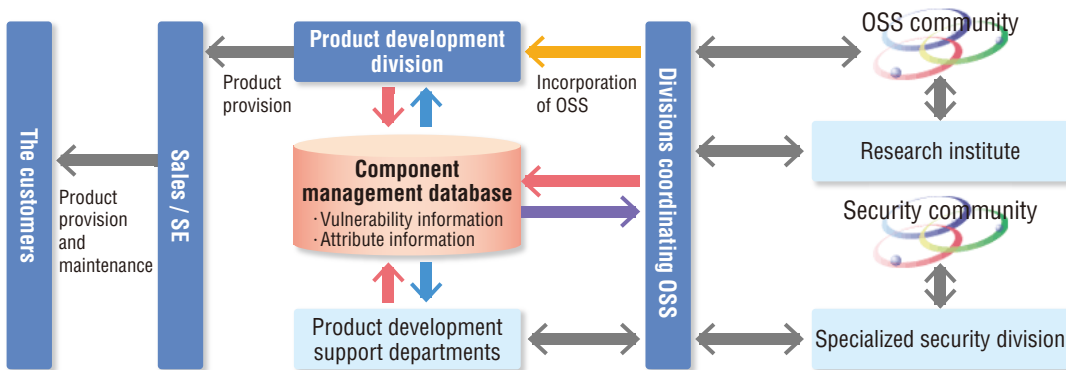 The customers
Product
provision
and
maintenance
Sales / SE
Product
provision
Product development
division
Incorporation
of OSS
Component
management database
· Vulnerability information
· Attribute information
Product development
support departments
Divisions coordinating OSS
OSS community
Research institute
Security community
Specialized security division